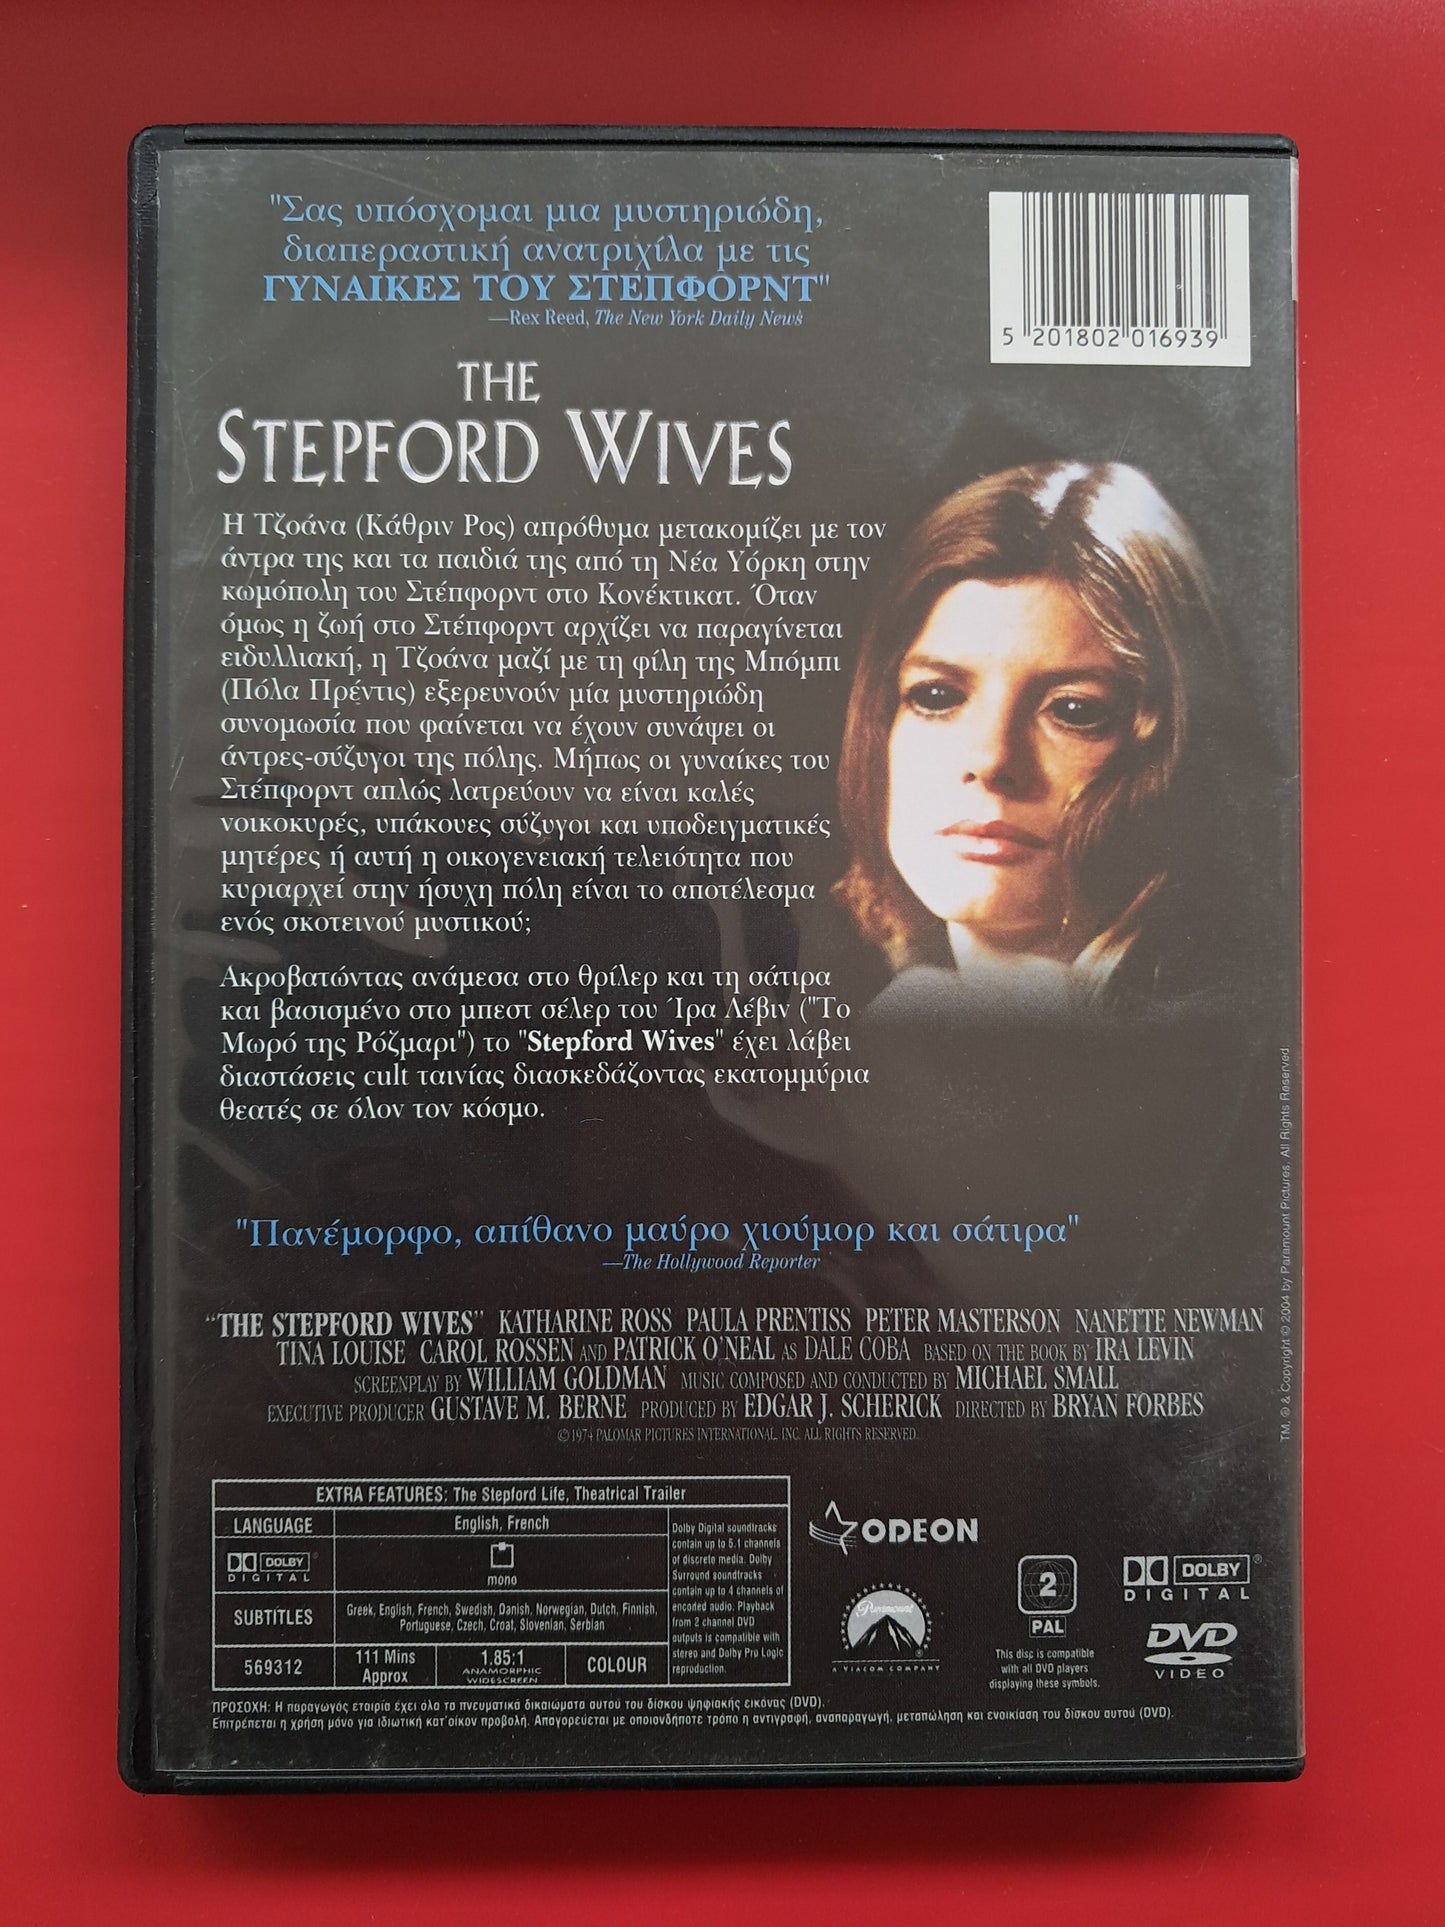 "Σας υπόσχομαι μια μυστηριώδη,
διαπεραστική ανατριχίλα με τις
ΓΥΝΑΙΚΕΣ ΤΟΥ ΣΤΕΠΦΟΡΝΤ"
—Rex Reed, The New York Daily News
5 201802 016939
THE
STEPFORD WIVES
Η Τζοάνα (Κάθριν Ρος) απρόθυμα μετακομίζει με τον
άντρα της και τα παιδιά της από τη Νέα Υόρκη στην
κωμόπολη του Στέπφορντ στο Κονέκτικατ. Όταν
όμως η ζωή στο Στέπφορντ αρχίζει να παραγίνεται
ειδυλλιακή, η Τζοάνα μαζί με τη φίλη της Μπόμπι
(Πόλα Πρέντις) εξερευνούν μία μυστηριώδη
συνομωσία που φαίνεται να έχουν συνάψει οι
άντρες-σύζυγοι της πόλης. Μήπως οι γυναίκες του
Στέπφορντ απλώς λατρεύουν να είναι καλές
νοικοκυρές, υπάκουες σύζυγοι και υποδειγματικές
μητέρες ή αυτή η οικογενειακή τελειότητα που
κυριαρχεί στην ήσυχη πόλη είναι το αποτέλεσμα
ενός σκοτεινού μυστικού;
Ακροβατώντας ανάμεσα στο θρίλερ και τη σάτιρα
και βασισμένο στο μπεστ σέλερ του Ίρα Λέβιν ("Το
Μωρό της Ρόζμαρι") το "Stepford Wives" έχει λάβει
διαστάσεις cult ταινίας διασκεδάζοντας εκατομμύρια
θεατές σε όλον τον κόσμο.
"Πανέμορφο, απίθανο μαύρο χιούμορ και σάτιρα"
—The Hollywood Reporter
"THE STEPFORD WIVES" KATHARINE ROSS PAULA PRENTISS PETER MASTERSON NANETTE NEWMAN
TINA LOUISE CAROL ROSSEN AND PATRICK O'NEAL AS DALE COBA BASED ON THE BOOK BY IRA LEVIN
SCREENPLAY BY WILLIAM GOLDMAN MUSIC COMPOSED AND CONDUCTED BY MICHAEL SMALL
EXECUTIVE PRODUCER GUSTAVE M. BERNE PRODUCED BY EDGAR J. SCHERICK DIRECTED BY BRYAN FORBES
© 1974 PALOMAR PICTURES INTERNATIONAL, INC. ALL RIGHTS RESERVED.
TM, ® & Copyright © 2004 by Paramount Pictures. All Rights Reserved
EXTRA FEATURES: The Stepford Life, Theatrical Trailer
LANGUAGE
English, French
DOLBY
DIGITAL
mono
SUBTITLES
Greek, English, French, Swedish, Danish, Norwegian, Dutch, Finnish,
Portuguese, Czech, Croat, Slovenian, Serbian
569312
111 Mins
Approx
1.85:1
ANAMORPHIC
WIDESCREEN
COLOUR
Dolby Digital soundtracks
contain up to 5.1 channels
of discrete media. Dolby
Surround soundtracks
contain up to 4 channels of
encoded audio. Playback
from 2 channel DVD
outputs is compatible with
stereo and Dolby Pro Logic
reproduction.
ODEON
Paramount
A VIACOM COMPANY
2
PAL
This disc is compatible
with all DVD players
displaying these symbols.
DOLBY
DIGITAL
DVD
VIDEO
ΠΡΟΣΟΧΗ: Η παραγωγός εταιρία έχει όλα τα πνευματικά δικαιώματα αυτού του δίσκου ψηφιακής εικόνας (DVD).
Επιτρέπεται η χρήση μόνο για ιδιωτική κατ'οίκον προβολή. Απαγορεύεται με οποιονδήποτε τρόπο η αντιγραφή, αναπαραγωγή, μεταπώληση και ενοικίαση του δίσκου αυτού (DVD).